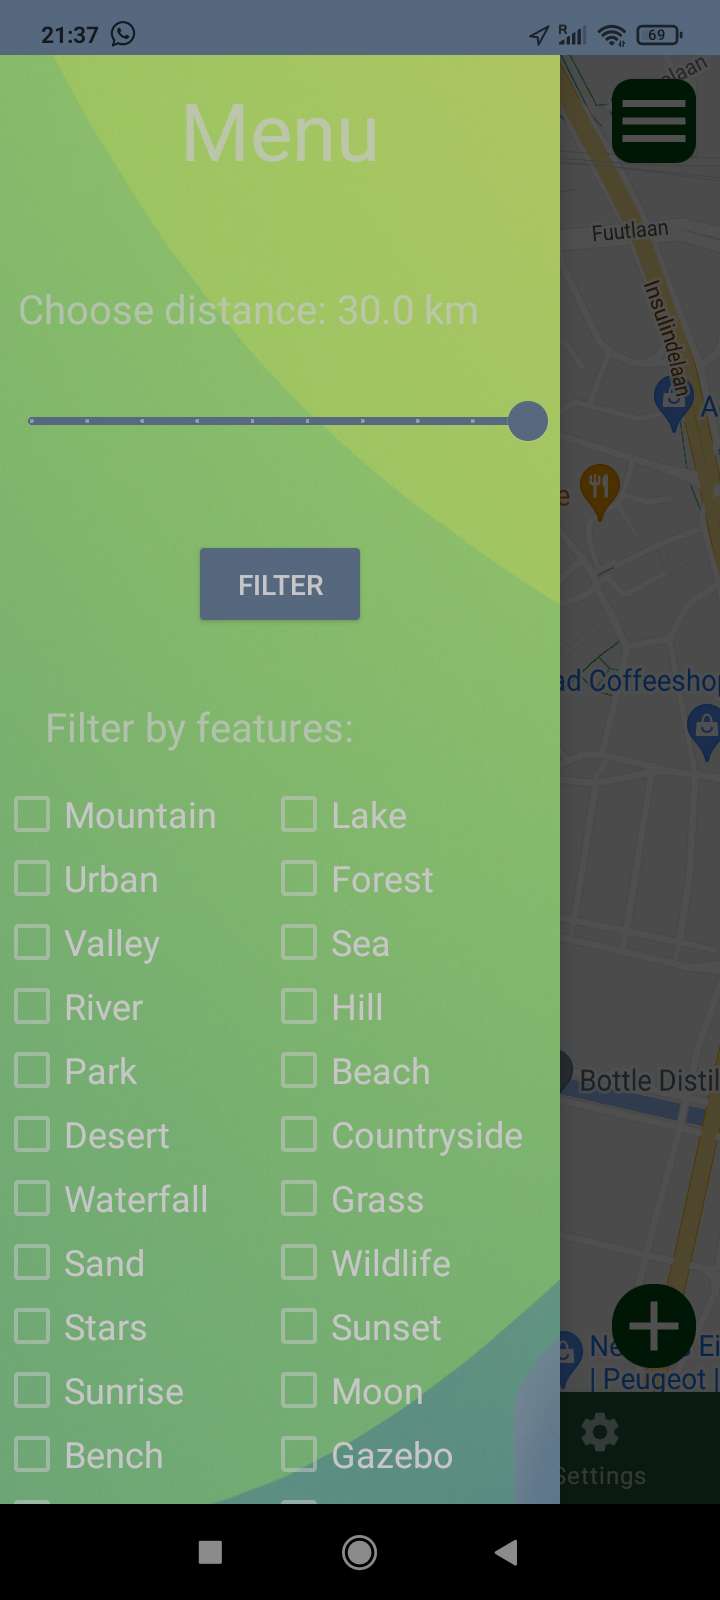 21:37
R
69
Menu
Choose distance: 30.0 km
FILTER
Filter by features:
Mountain
Lake
Urban
Forest
Valley
Sea
River
Hill
Park
Beach
Desert
Countryside
Waterfall
Grass
Sand
Wildlife
Stars
Sunset
Sunrise
Moon
Bench
Gazebo
Fuutlaan
Insulindelaan
A
e
ad Coffeeshop
Bottle Distil
Ei
| Peugeot |
Settings